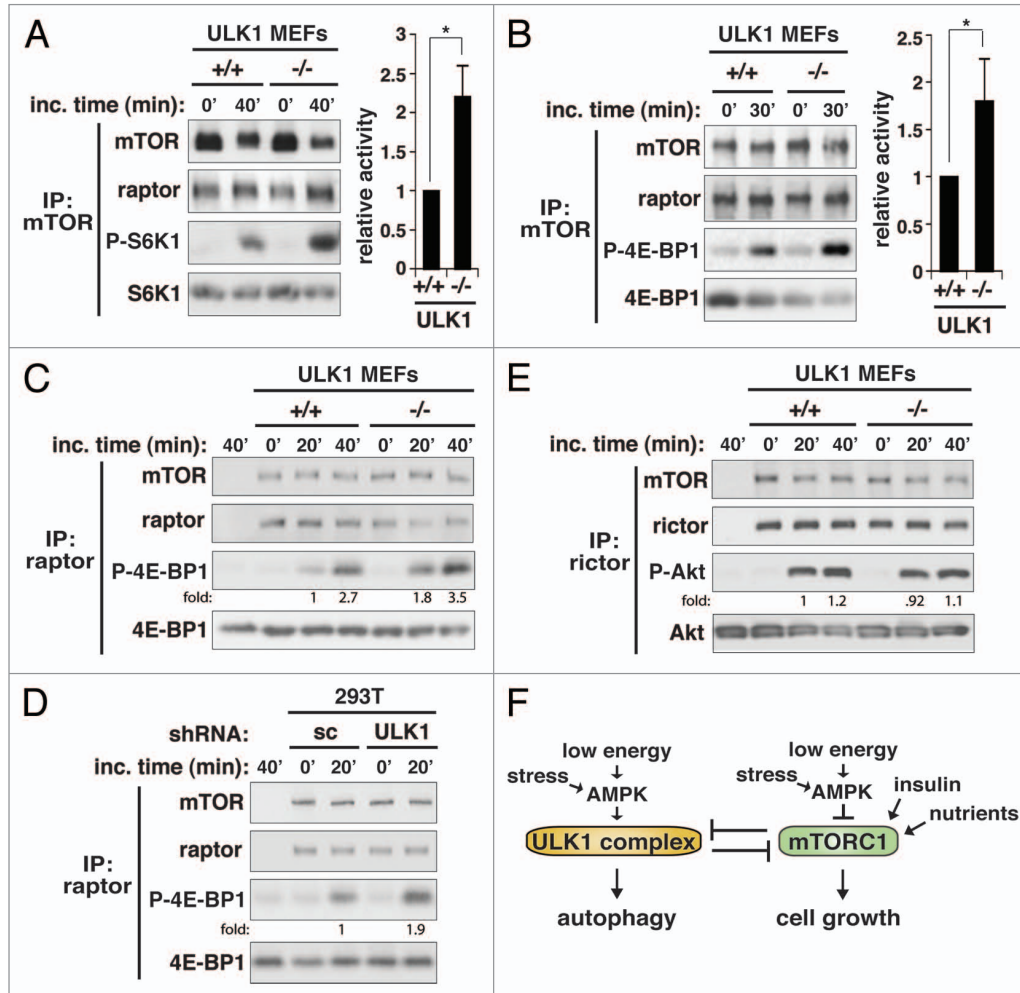 A
ULK1 MEFs
+/+ -/-
inc. time (min): 0' 40' 0' 40'
mTOR
raptor
IP: mTOR
P-S6K1
S6K1
relative activity
3
2.5
2
1.5
1
0.5
0
+/+ -/-
ULK1
*
B
ULK1 MEFs
+/+ -/-
inc. time (min): 0' 30' 0' 30'
mTOR
raptor
IP: mTOR
P-4E-BP1
4E-BP1
relative activity
2.5
2
1.5
1
0.5
0
+/+ -/-
ULK1
*
C
ULK1 MEFs
+/+ -/-
inc. time (min): 40' 0' 20' 40' 0' 20' 40'
mTOR
raptor
IP: raptor
P-4E-BP1
fold: 1 2.7 1.8 3.5
4E-BP1
E
ULK1 MEFs
+/+ -/-
inc. time (min): 40' 0' 20' 40' 0' 20' 40'
mTOR
rictor
IP: rictor
P-Akt
fold: 1 1.2 .92 1.1
Akt
D
293T
shRNA: sc ULK1
inc. time (min): 40' 0' 20' 0' 20'
mTOR
raptor
IP: raptor
P-4E-BP1
fold: 1 1.9
4E-BP1
F
low energy
stress
AMPK
ULK1 complex
autophagy
low energy
stress
AMPK
insulin
nutrients
mTORC1
cell growth